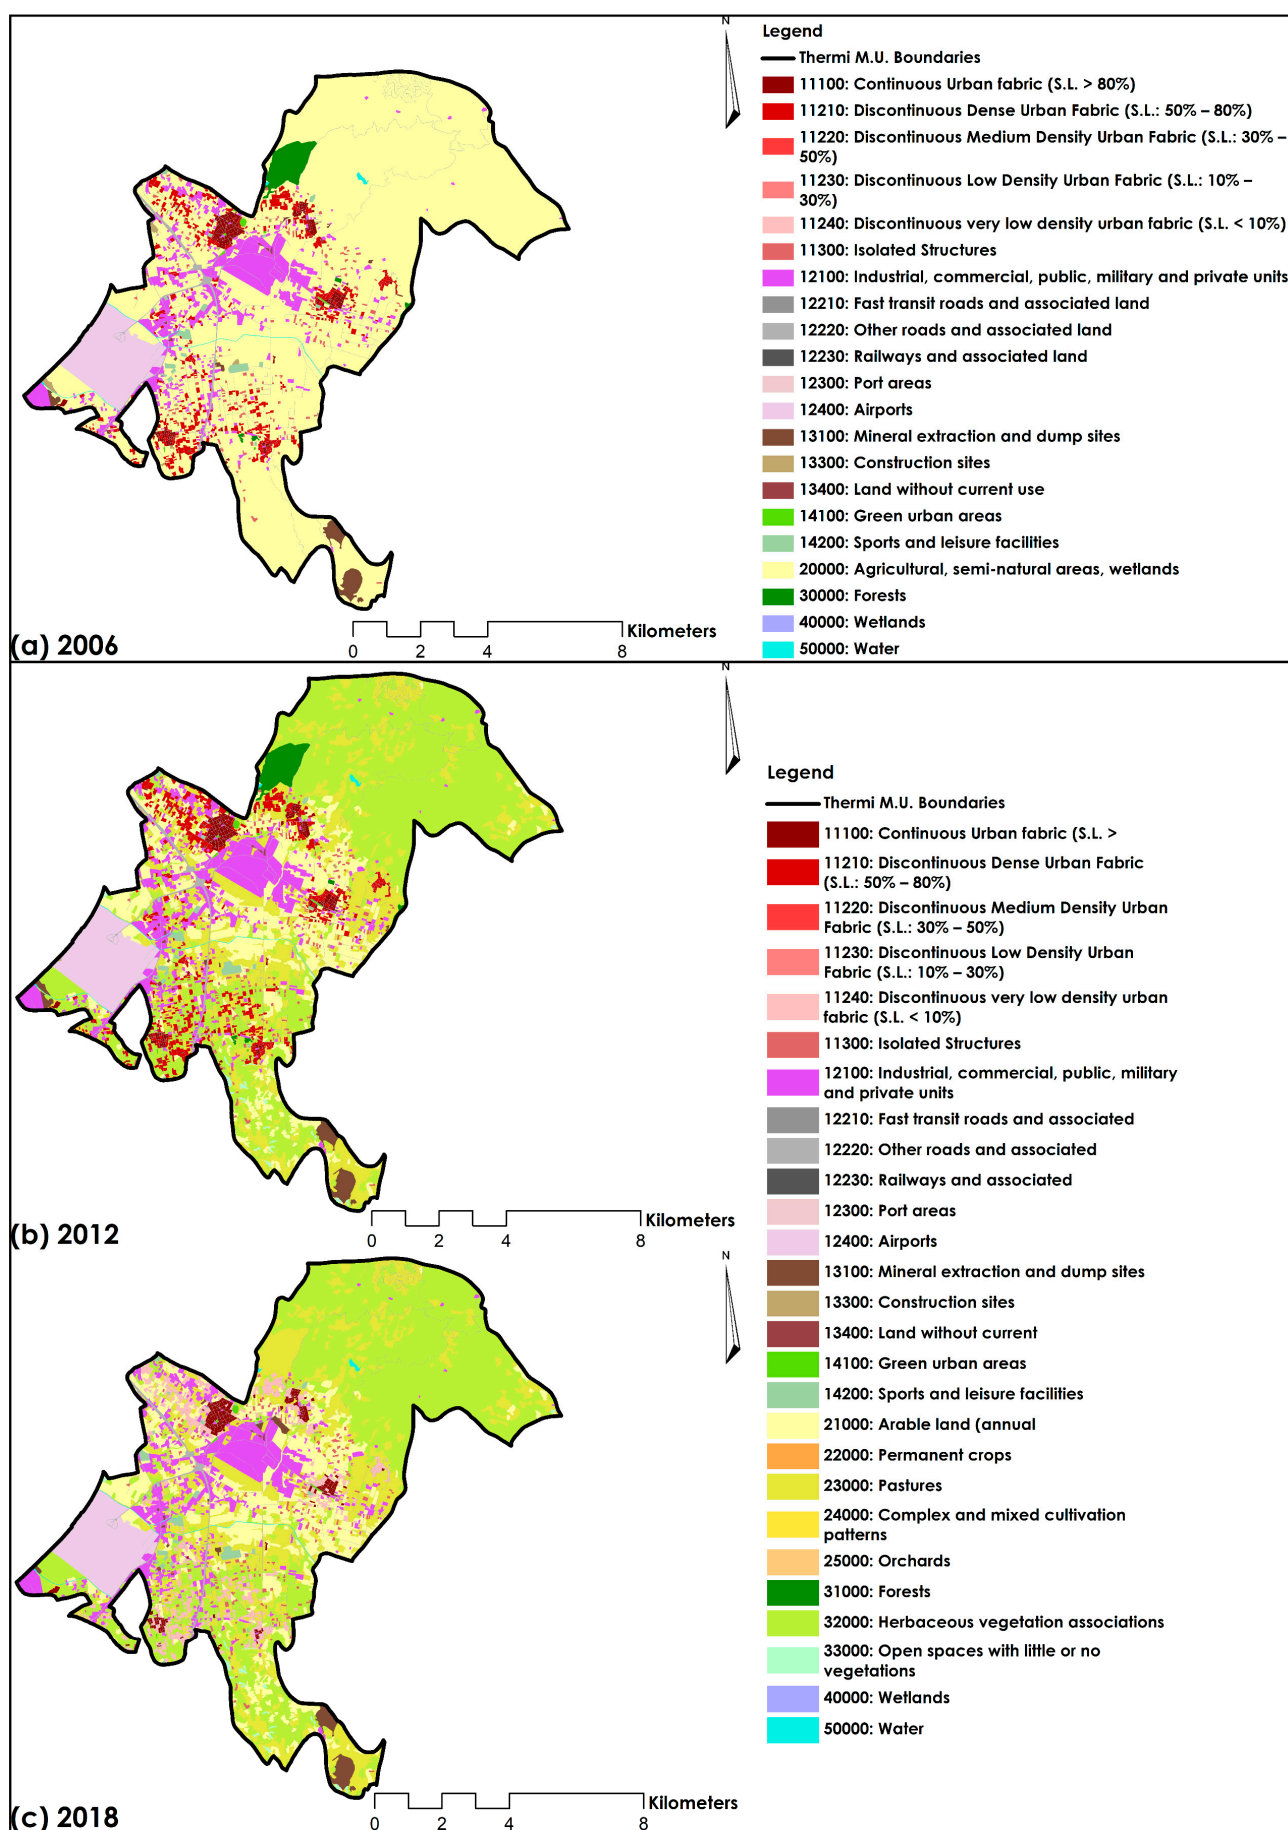 N
Legend
Thermi M.U. Boundaries
11100: Continuous Urban fabric (S.L. > 80%)
11210: Discontinuous Dense Urban Fabric (S.L.: 50% – 80%)
11220: Discontinuous Medium Density Urban Fabric (S.L.: 30% –
50%)
11230: Discontinuous Low Density Urban Fabric (S.L.: 10% –
30%)
11240: Discontinuous very low density urban fabric (S.L. < 10%)
11300: Isolated Structures
12100: Industrial, commercial, public, military and private units
12210: Fast transit roads and associated land
12220: Other roads and associated land
12230: Railways and associated land
12300: Port areas
12400: Airports
13100: Mineral extraction and dump sites
13300: Construction sites
13400: Land without current use
14100: Green urban areas
14200: Sports and leisure facilities
20000: Agricultural, semi-natural areas, wetlands
30000: Forests
40000: Wetlands
50000: Water
Kilometers
0 2 4 8
(a) 2006
N
Legend
Thermi M.U. Boundaries
11100: Continuous Urban fabric (S.L. >
11210: Discontinuous Dense Urban Fabric
(S.L.: 50% – 80%)
11220: Discontinuous Medium Density Urban
Fabric (S.L.: 30% – 50%)
11230: Discontinuous Low Density Urban
Fabric (S.L.: 10% – 30%)
11240: Discontinuous very low density urban
fabric (S.L. < 10%)
11300: Isolated Structures
12100: Industrial, commercial, public, military
and private units
12210: Fast transit roads and associated
12220: Other roads and associated
12230: Railways and associated
12300: Port areas
12400: Airports
13100: Mineral extraction and dump sites
13300: Construction sites
13400: Land without current
14100: Green urban areas
14200: Sports and leisure facilities
21000: Arable land (annual
22000: Permanent crops
23000: Pastures
24000: Complex and mixed cultivation
patterns
25000: Orchards
31000: Forests
32000: Herbaceous vegetation associations
33000: Open spaces with little or no
vegetations
40000: Wetlands
50000: Water
Kilometers
0 2 4 8
(b) 2012
N
Kilometers
0 2 4 8
(c) 2018